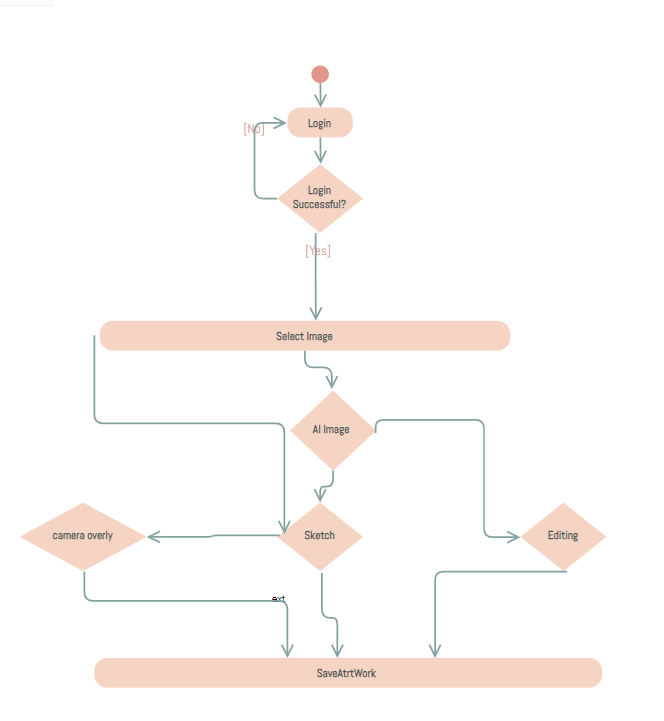 Login
[No]
Login
Successful?
[Yes]
Select Image
AI Image
camera overly
Sketch
Editing
ext
SaveAtrtWork